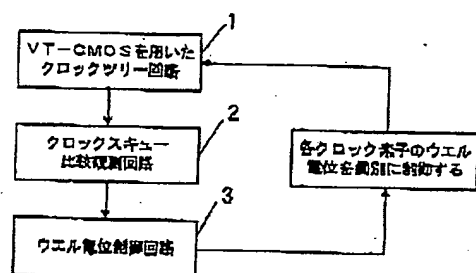 1
VT-CMOSを用いた
クロックツリー回路
2
クロックスキュー
比較観測回路
各クロック素子のウエル
電位を個別に制御する
3
ウエル電位制御回路